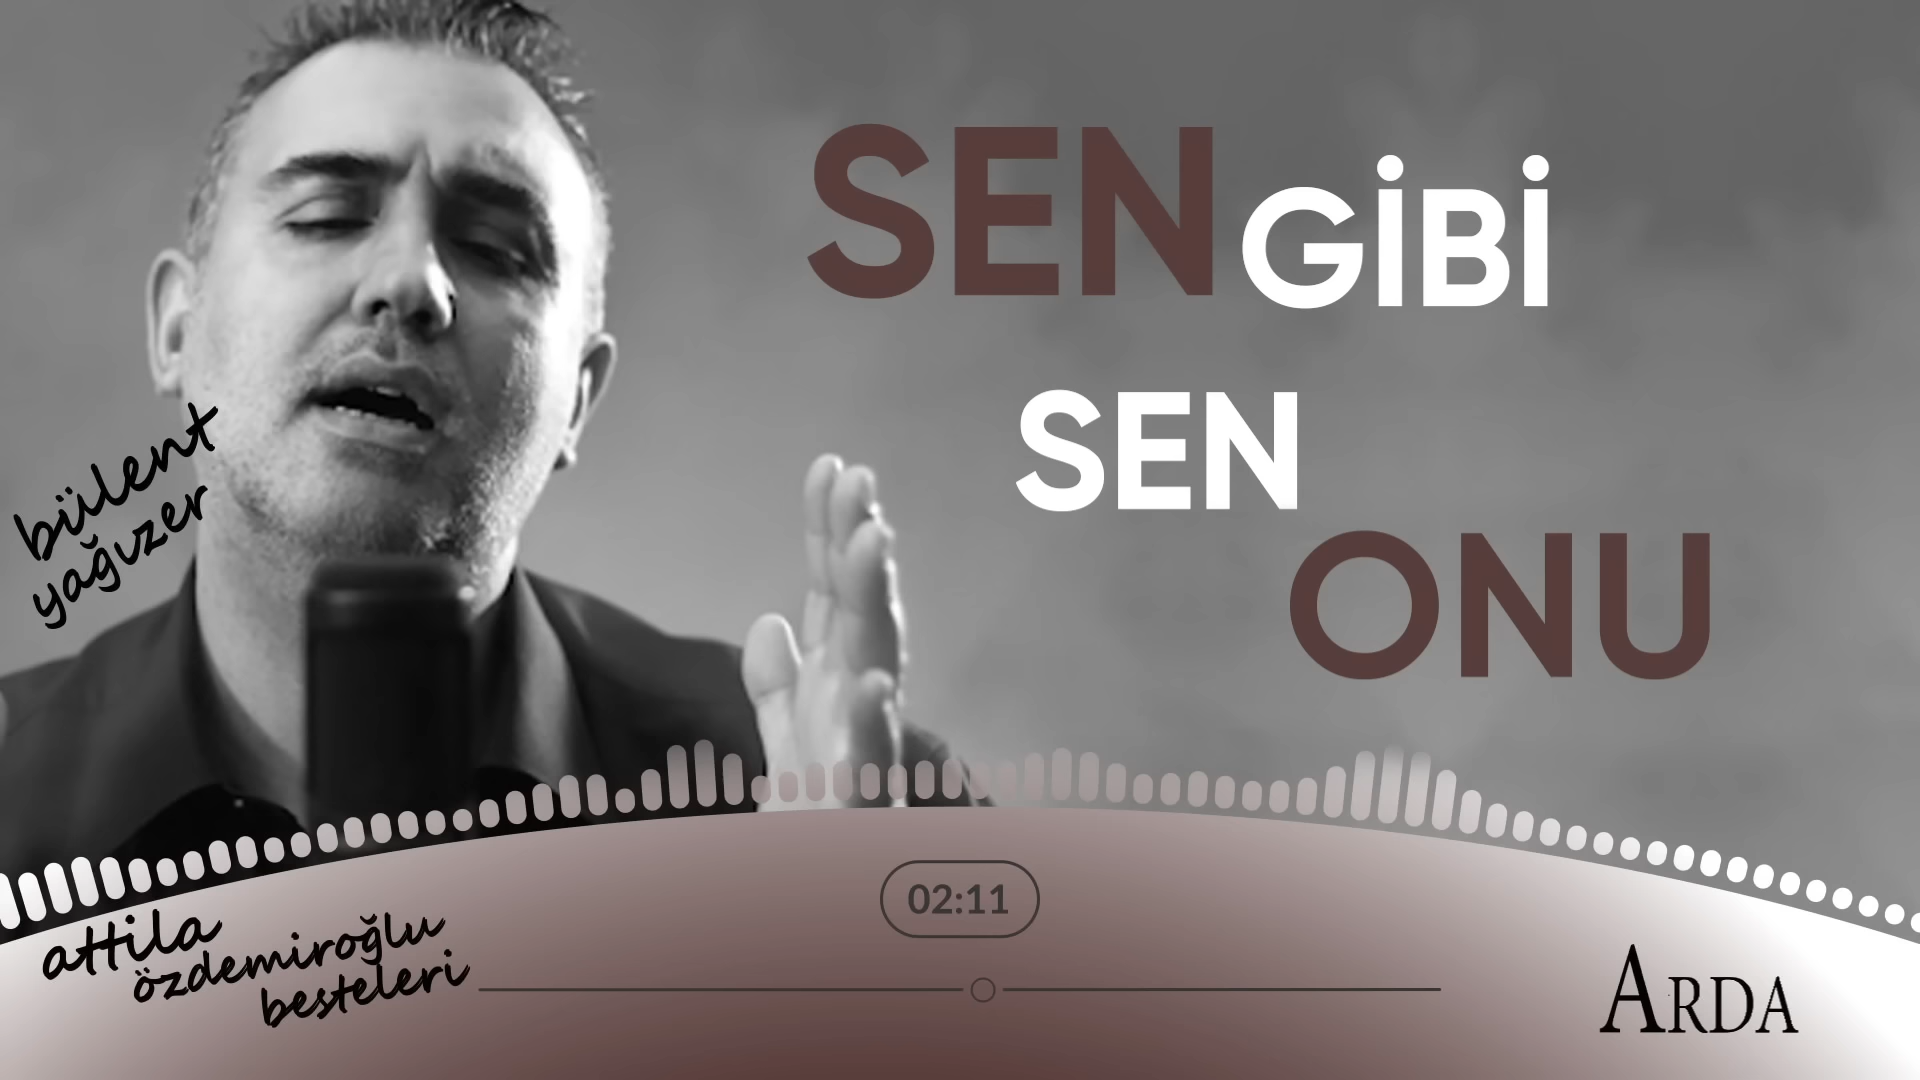 SEN GİBİ
SEN
ONU
bülent
yağızer
02:11
attila
özdemiroğlu
besteleri
ARDA